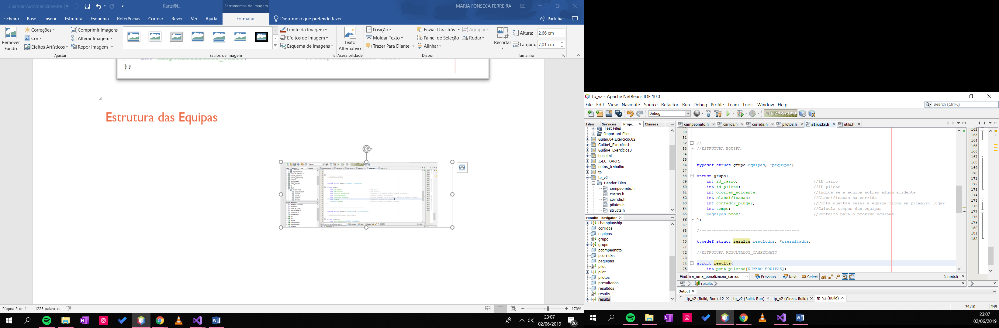 Guardar Automaticamente
Karts@I...
Ferramentas de Imagem
MARIA FONSECA FERREIRA
Ficheiro Base Inserir Estrutura Esquema Referências Correio Rever Ver Ajuda Formatar Diga-me o que pretende fazer Partilhar
Remover Fundo
Correções
Cor
Efeitos Artísticos
Comprimir Imagens
Alterar Imagem
Repor Imagem
Ajustar
Estilos de Imagem
Limite da Imagem
Efeitos de Imagem
Esquema de Imagens
Texto Alternativo
Acessibilidade
Posição
Moldar Texto
Trazer Para Diante
Enviar Para Trás
Painel de Seleção
Alinhar
Agrupar
Rodar
Dispor
Recortar
Altura: 2,66 cm
Largura: 7,01 cm
Tamanho
};
Estrutura das Equipas
Página 3 de 11 1225 palavras
170%
23:07
02/06/2019
20
tp_v2 - Apache NetBeans IDE 10.0
File Edit View Navigate Source Refactor Run Debug Profile Team Tools Window Help
Search (Ctrl+I)
Debug
316,2/657,0MB
Files Services Proje... Classes
Test Files
Important Files
Guiao.04.Exercicio.02
Guião4_Exercício1
Guião4_Exercício13
hospital
ISEC_KARTS
notas_trabalho
tp
tp_v2
Header Files
campeonato.h
carros.h
corrida.h
pilotos.h
structs.h
results - Navigator
championship
corridas
equipas
grupo
grupo
pcampeonato
pcorridas
pequipas
pilot
pilot
pilotos
presultados
resultdos
results
results
campeonato.h carros.h corrida.h pilotos.h structs.h utils.h
50
51
52 //----------------------------------------
53 //ESTRUTURA EQUIPA
54
55
56 typedef struct grupo equipas, *pequipas;
57
58 struct grupo{
59 int id_carro; //ID carro
60 int id_piloto; //ID piloto
61 int ocorreu_acidente; //Indica se a equipa sofreu algum acidente
62 int classificacao; //Classificacao na corrida
63 int contador_plugar; //Conta quantas vezes a equipa ficou em primeiro lugar
64 int tempo; //Calcula tempos das equipas
65 pequipas prox; //Ponteiro para o proximo equipas
66 };
67
68 //----------------------------------------
69
70 typedef struct results resultdos, *presultados;
71
72 //ESTRUTURA RESULTADOS_CAMPEONATO
73
74 struct results{
75 int pont_pilotos[NUMERO_EQUIPAS];
162
163
164
165
166
167
168
169
170
171
172
173
174
175
176
177
178
179
180
181
182
Find: ira_uma_penalizacao_carros Previous Next Select 1 match
results
Output
tp_v2 (Build, Run) #2 tp_v2 (Build, Run) tp_v2 (Clean, Build) tp_v2 (Build)
74:10 INS
23:07
02/06/2019